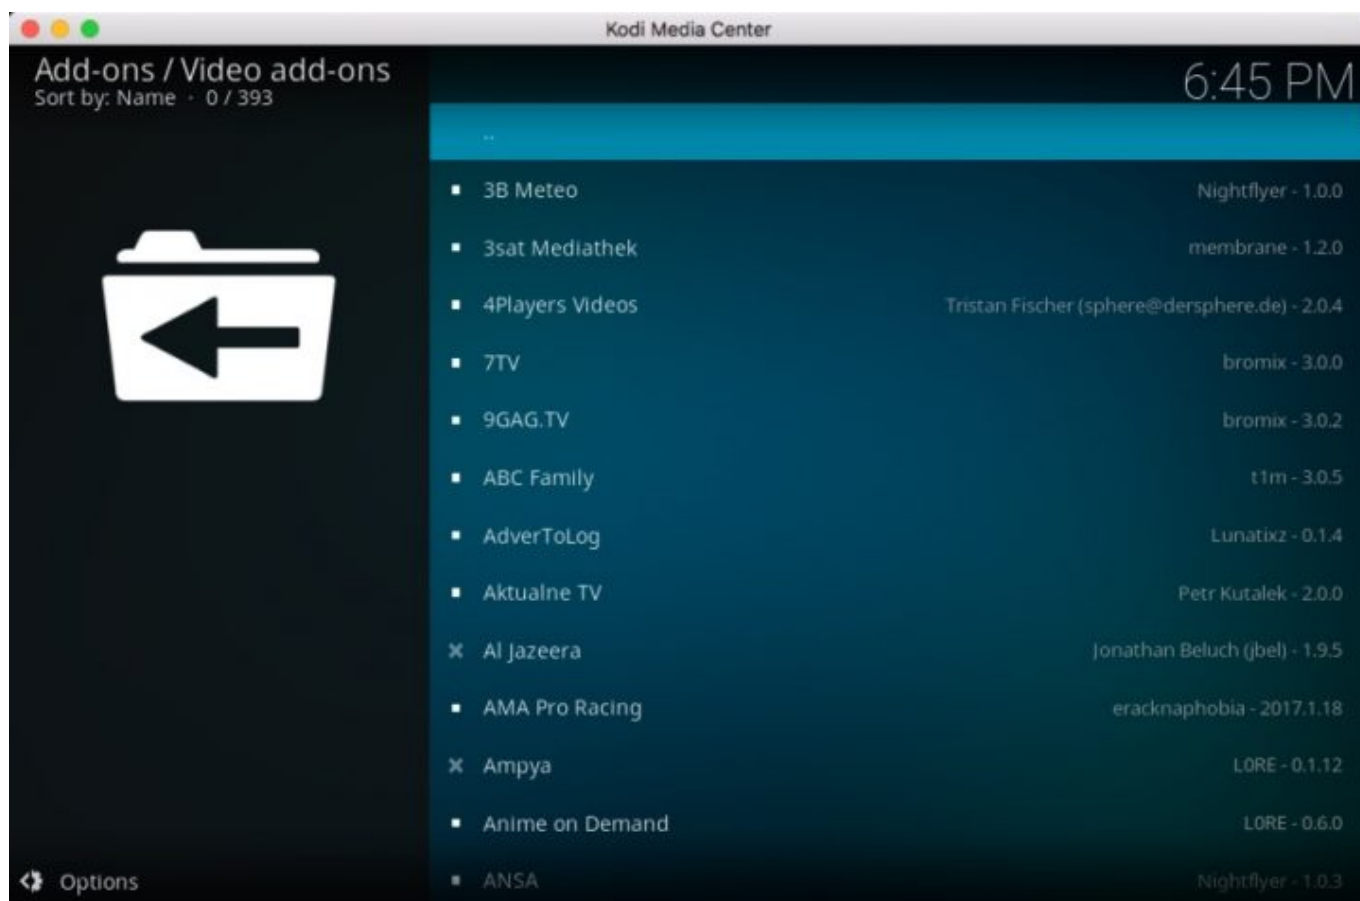 Kodi Media Center
Add-ons / Video add-ons
Sort by: Name · 0 / 393
6:45 PM
..
3B Meteo Nightflyer - 1.0.0
3sat Mediathek membrane - 1.2.0
4Players Videos Tristan Fischer (sphere@dersphere.de) - 2.0.4
7TV bromix - 3.0.0
9GAG.TV bromix - 3.0.2
ABC Family t1m - 3.0.5
AdverToLog Lunatixz - 0.1.4
Aktualne TV Petr Kutalek - 2.0.0
Al Jazeera Jonathan Beluch (jbel) - 1.9.5
AMA Pro Racing eracknaphobia - 2017.1.18
Ampya L0RE - 0.1.12
Anime on Demand L0RE - 0.6.0
ANSA Nightflyer - 1.0.3
Options